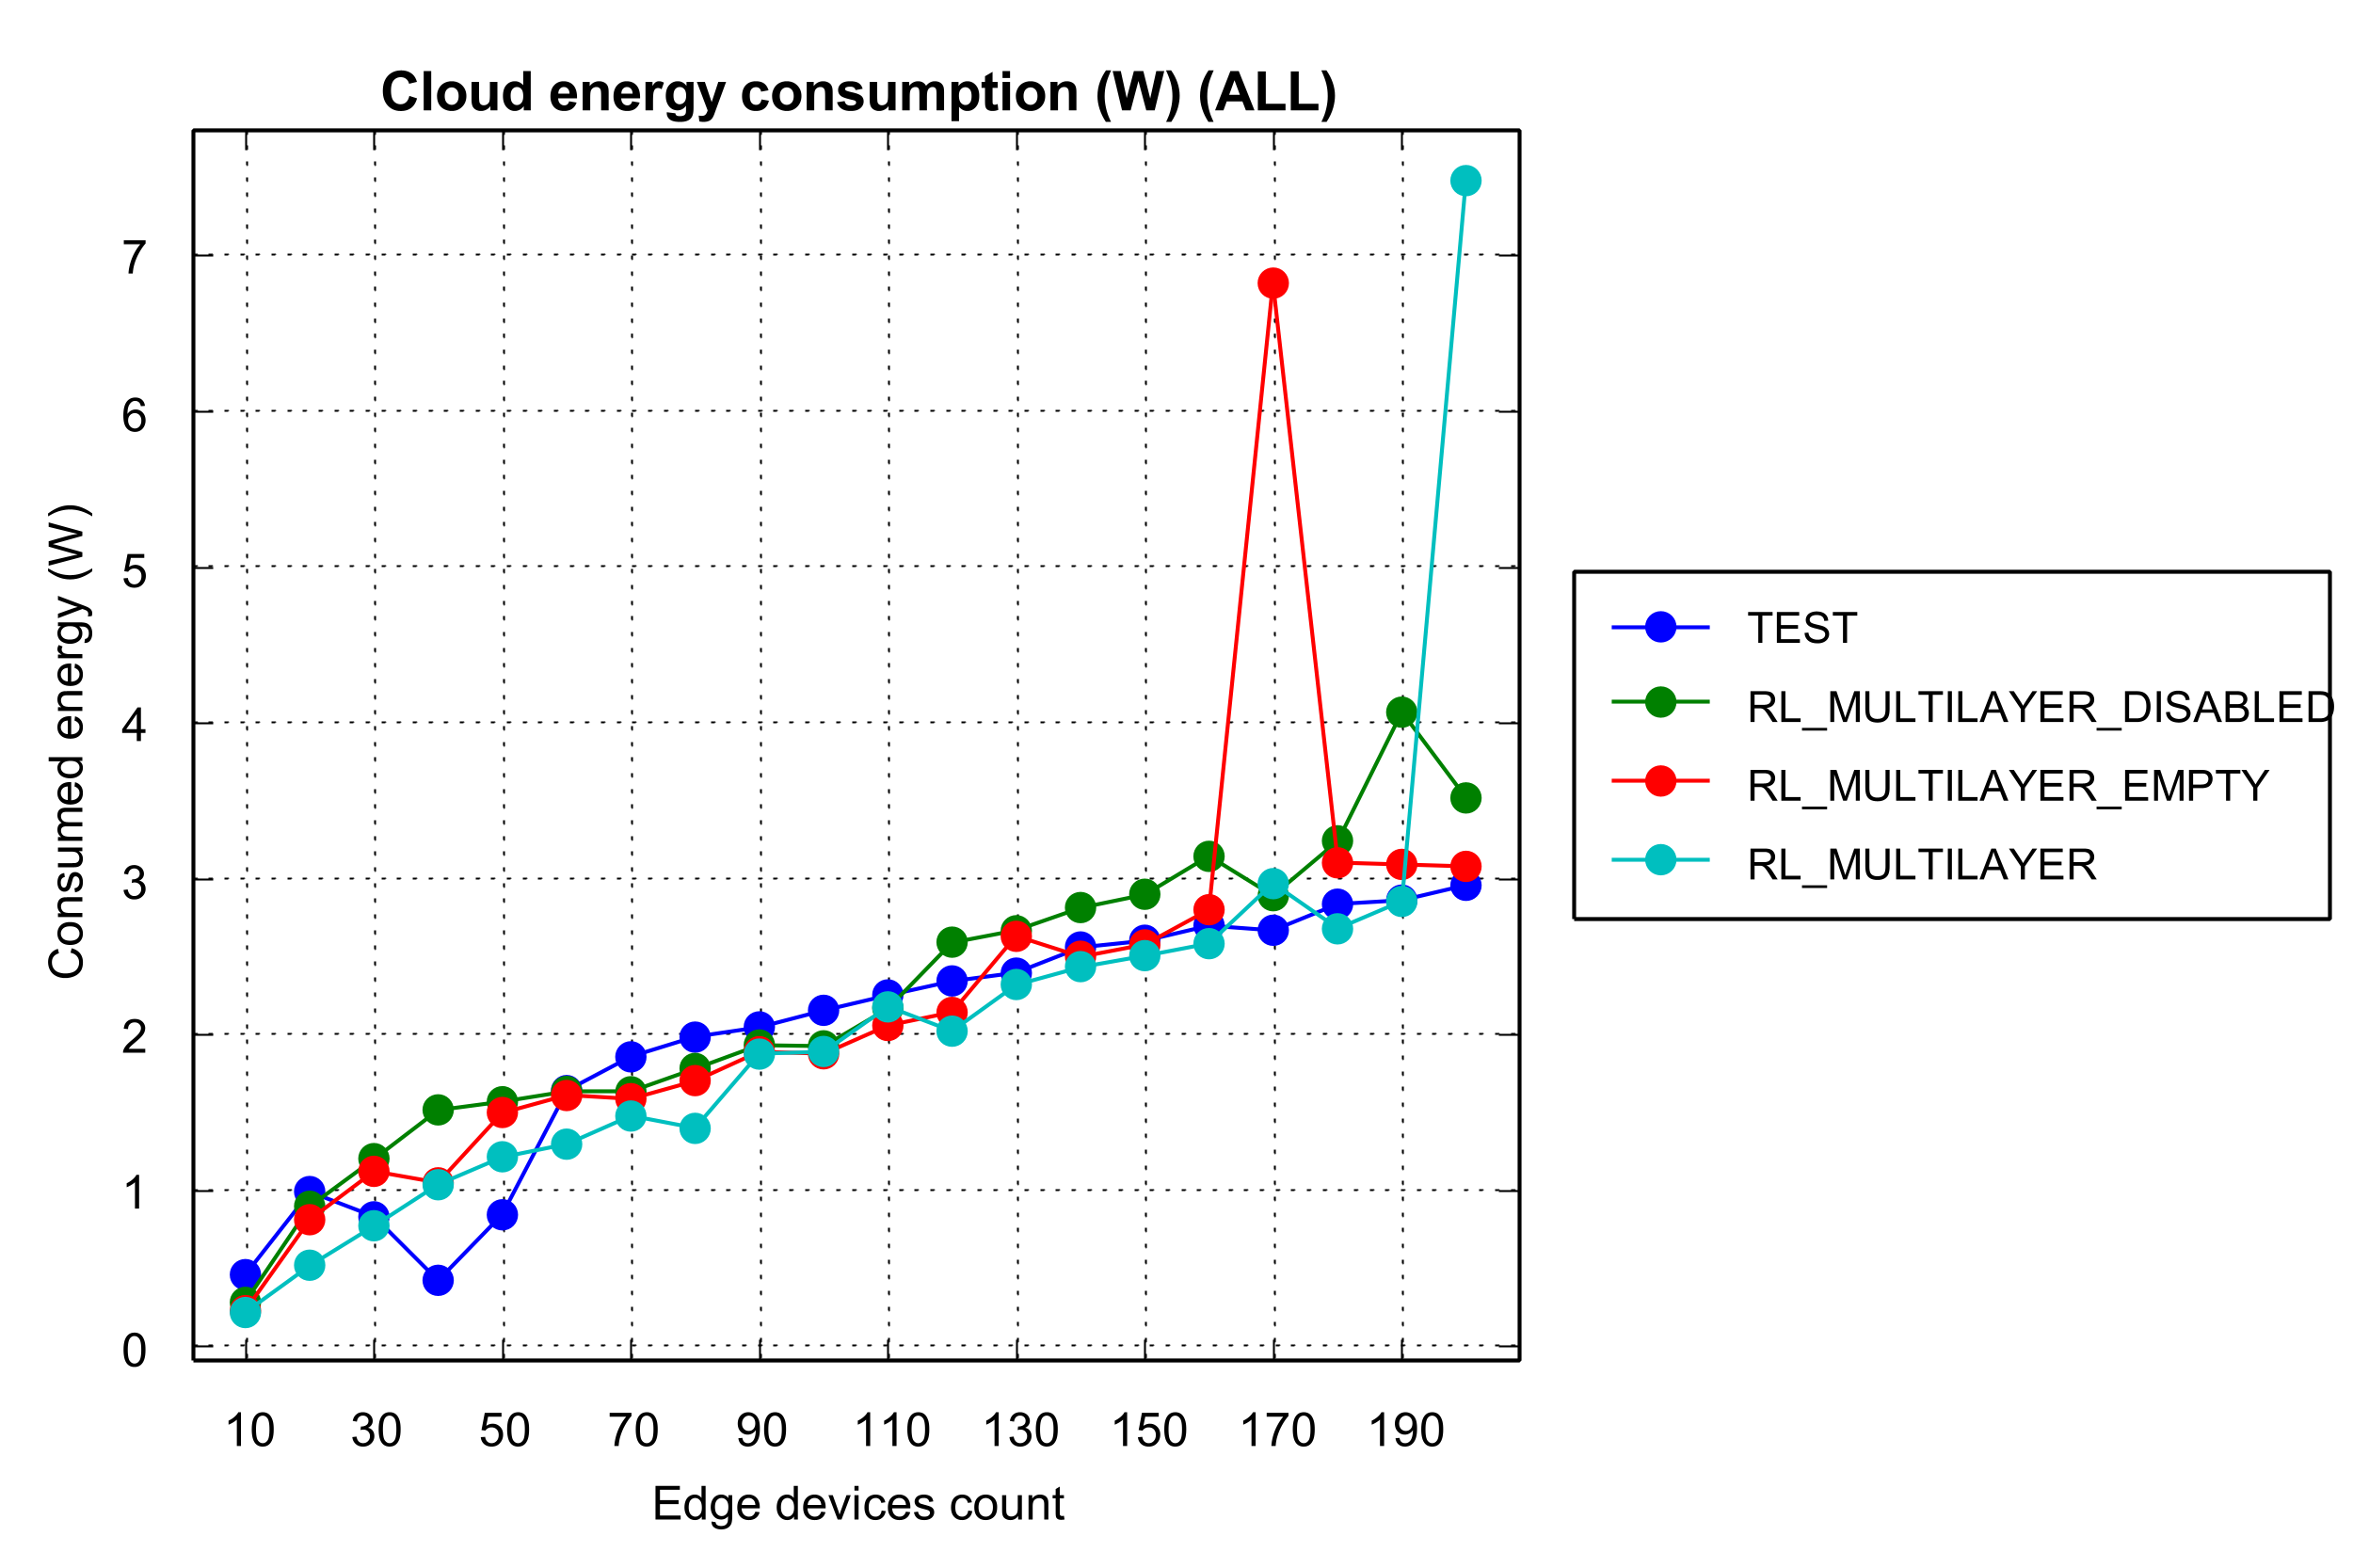 Cloud energy consumption (W) (ALL)
Consumed energy (W)
7
6
5
4
3
2
1
0
10 30 50 70 90 110 130 150 170 190
Edge devices count
TEST
RL_MULTILAYER_DISABLED
RL_MULTILAYER_EMPTY
RL_MULTILAYER